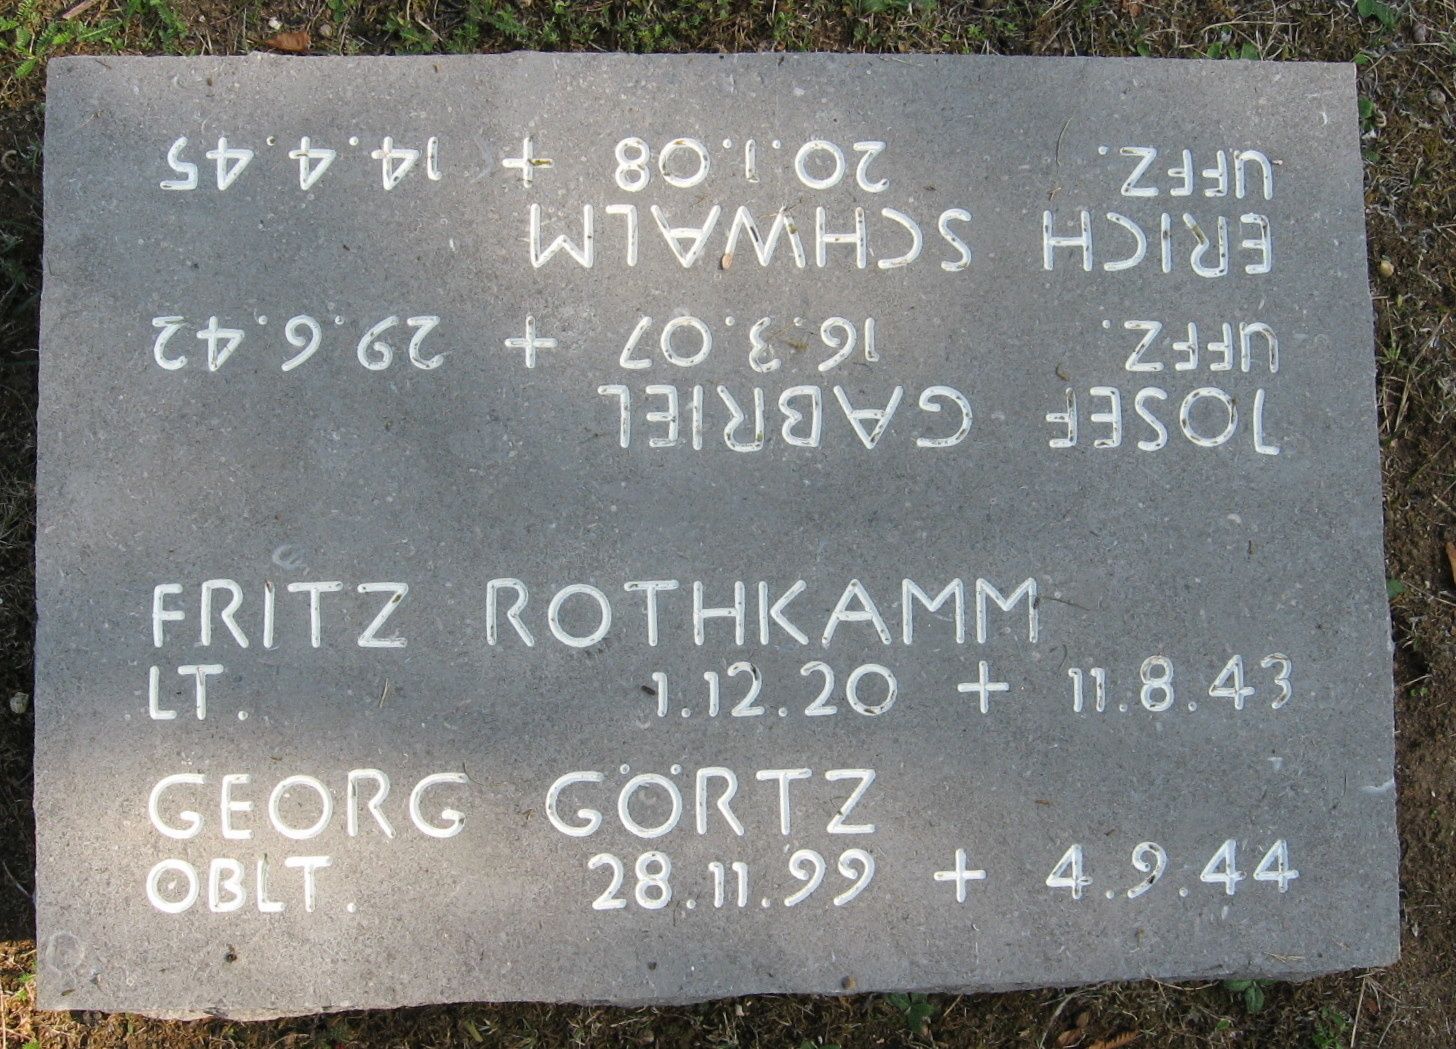 JOSEF GABRIEL
UFFZ. 16.3.07 + 29.6.42
ERICH SCHWALM
UFFZ. 20.1.08 + 14.4.45
FRITZ ROTHKAMM
LT. 1.12.20 + 11.8.43
GEORG GÖRTZ
OBLT. 28.11.99 + 4.9.44